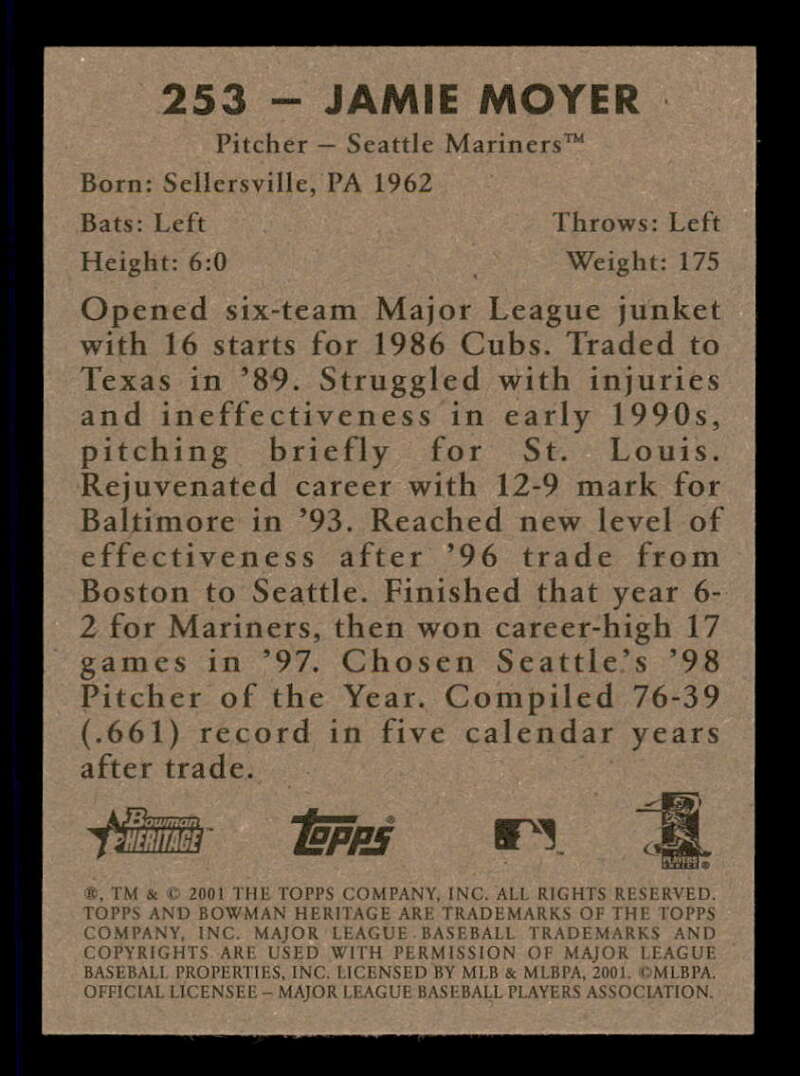 253 – JAMIE MOYER
Pitcher – Seattle Mariners™
Born: Sellersville, PA 1962
Bats: Left Throws: Left
Height: 6:0 Weight: 175
Opened six-team Major League junket
with 16 starts for 1986 Cubs. Traded to
Texas in ’89. Struggled with injuries
and ineffectiveness in early 1990s,
pitching briefly for St. Louis.
Rejuvenated career with 12-9 mark for
Baltimore in ’93. Reached new level of
effectiveness after ’96 trade from
Boston to Seattle. Finished that year 6-
2 for Mariners, then won career-high 17
games in ’97. Chosen Seattle’s ’98
Pitcher of the Year. Compiled 76-39
(.661) record in five calendar years
after trade.
Bowman HERITAGE™ TOPPS® ™ PLAYERS CHOICE ®
®, TM & © 2001 THE TOPPS COMPANY, INC. ALL RIGHTS RESERVED.
TOPPS AND BOWMAN HERITAGE ARE TRADEMARKS OF THE TOPPS
COMPANY, INC. MAJOR LEAGUE BASEBALL TRADEMARKS AND
COPYRIGHTS ARE USED WITH PERMISSION OF MAJOR LEAGUE
BASEBALL PROPERTIES, INC. LICENSED BY MLB & MLBPA, 2001. ©MLBPA.
OFFICIAL LICENSEE – MAJOR LEAGUE BASEBALL PLAYERS ASSOCIATION.